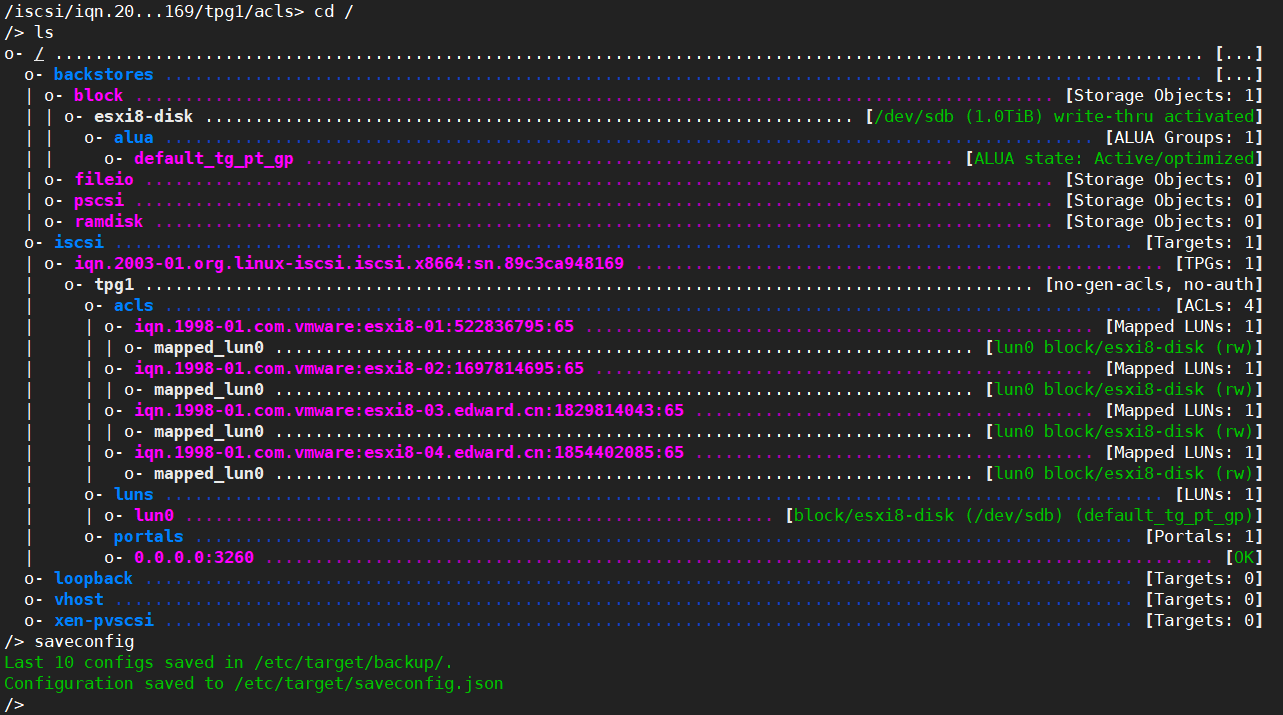 /iscsi/iqn.20...169/tpg1/acls> cd /
/> ls
o- / ................................................................................................................... [...]
  o- backstores ........................................................................................................ [...]
  | o- block ............................................................................................ [Storage Objects: 1]
  | | o- esxi8-disk ................................................................. [/dev/sdb (1.0TiB) write-thru activated]
  | |   o- alua ............................................................................................. [ALUA Groups: 1]
  | |     o- default_tg_pt_gp ................................................................. [ALUA state: Active/optimized]
  | o- fileio ........................................................................................... [Storage Objects: 0]
  | o- pscsi ............................................................................................ [Storage Objects: 0]
  | o- ramdisk .......................................................................................... [Storage Objects: 0]
  o- iscsi ...................................................................................................... [Targets: 1]
  | o- iqn.2003-01.org.linux-iscsi.iscsi.x8664:sn.89c3ca948169 ..................................................... [TPGs: 1]
  |   o- tpg1 ......................................................................................... [no-gen-acls, no-auth]
  |     o- acls .................................................................................................... [ACLs: 4]
  |     | o- iqn.1998-01.com.vmware:esxi8-01:522836795:65 ................................................... [Mapped LUNs: 1]
  |     | | o- mapped_lun0 ...................................................................... [lun0 block/esxi8-disk (rw)]
  |     | o- iqn.1998-01.com.vmware:esxi8-02:1697814695:65 .................................................. [Mapped LUNs: 1]
  |     | | o- mapped_lun0 ...................................................................... [lun0 block/esxi8-disk (rw)]
  |     | o- iqn.1998-01.com.vmware:esxi8-03.edward.cn:1829814043:65 ........................................ [Mapped LUNs: 1]
  |     | | o- mapped_lun0 ...................................................................... [lun0 block/esxi8-disk (rw)]
  |     | o- iqn.1998-01.com.vmware:esxi8-04.edward.cn:1854402085:65 ........................................ [Mapped LUNs: 1]
  |     |   o- mapped_lun0 ...................................................................... [lun0 block/esxi8-disk (rw)]
  |     o- luns .................................................................................................... [LUNs: 1]
  |     | o- lun0 ........................................................... [block/esxi8-disk (/dev/sdb) (default_tg_pt_gp)]
  |     o- portals .............................................................................................. [Portals: 1]
  |       o- 0.0.0.0:3260 ............................................................................................... [OK]
  o- loopback ................................................................................................... [Targets: 0]
  o- vhost ...................................................................................................... [Targets: 0]
  o- xen-pvscsi ................................................................................................. [Targets: 0]
/> saveconfig
Last 10 configs saved in /etc/target/backup/.
Configuration saved to /etc/target/saveconfig.json
/>